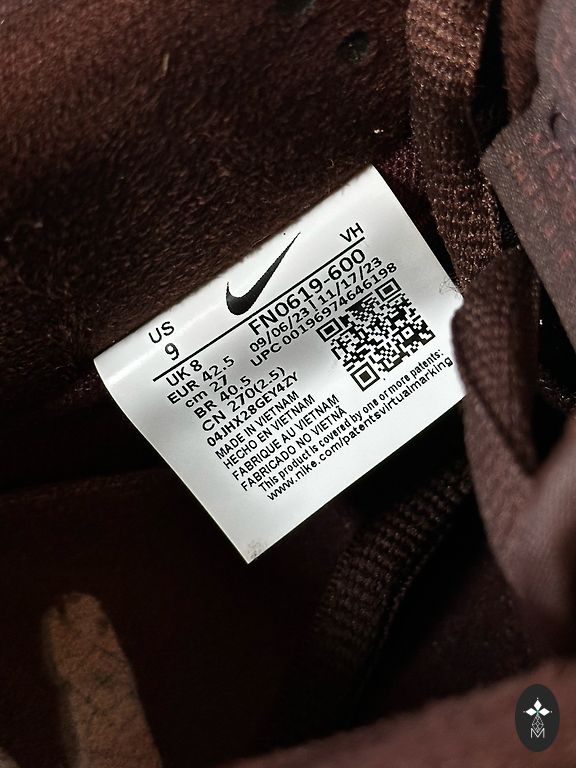 VH
US
9
FN0619-600
09/06/23 | 11/17/23
UPC 00196974646198
UK 8
EUR 42.5
cm 27
BR 40.5
CN 270(2.5)
04JHX28GEY4ZY
MADE IN VIETNAM
HECHO EN VIETNAM
FABRIQUE AU VIETNAM
FABRICADO NO VIETNÃ
This product is covered by one or more patents:
www.nike.com/patentsvirtualmarking
M